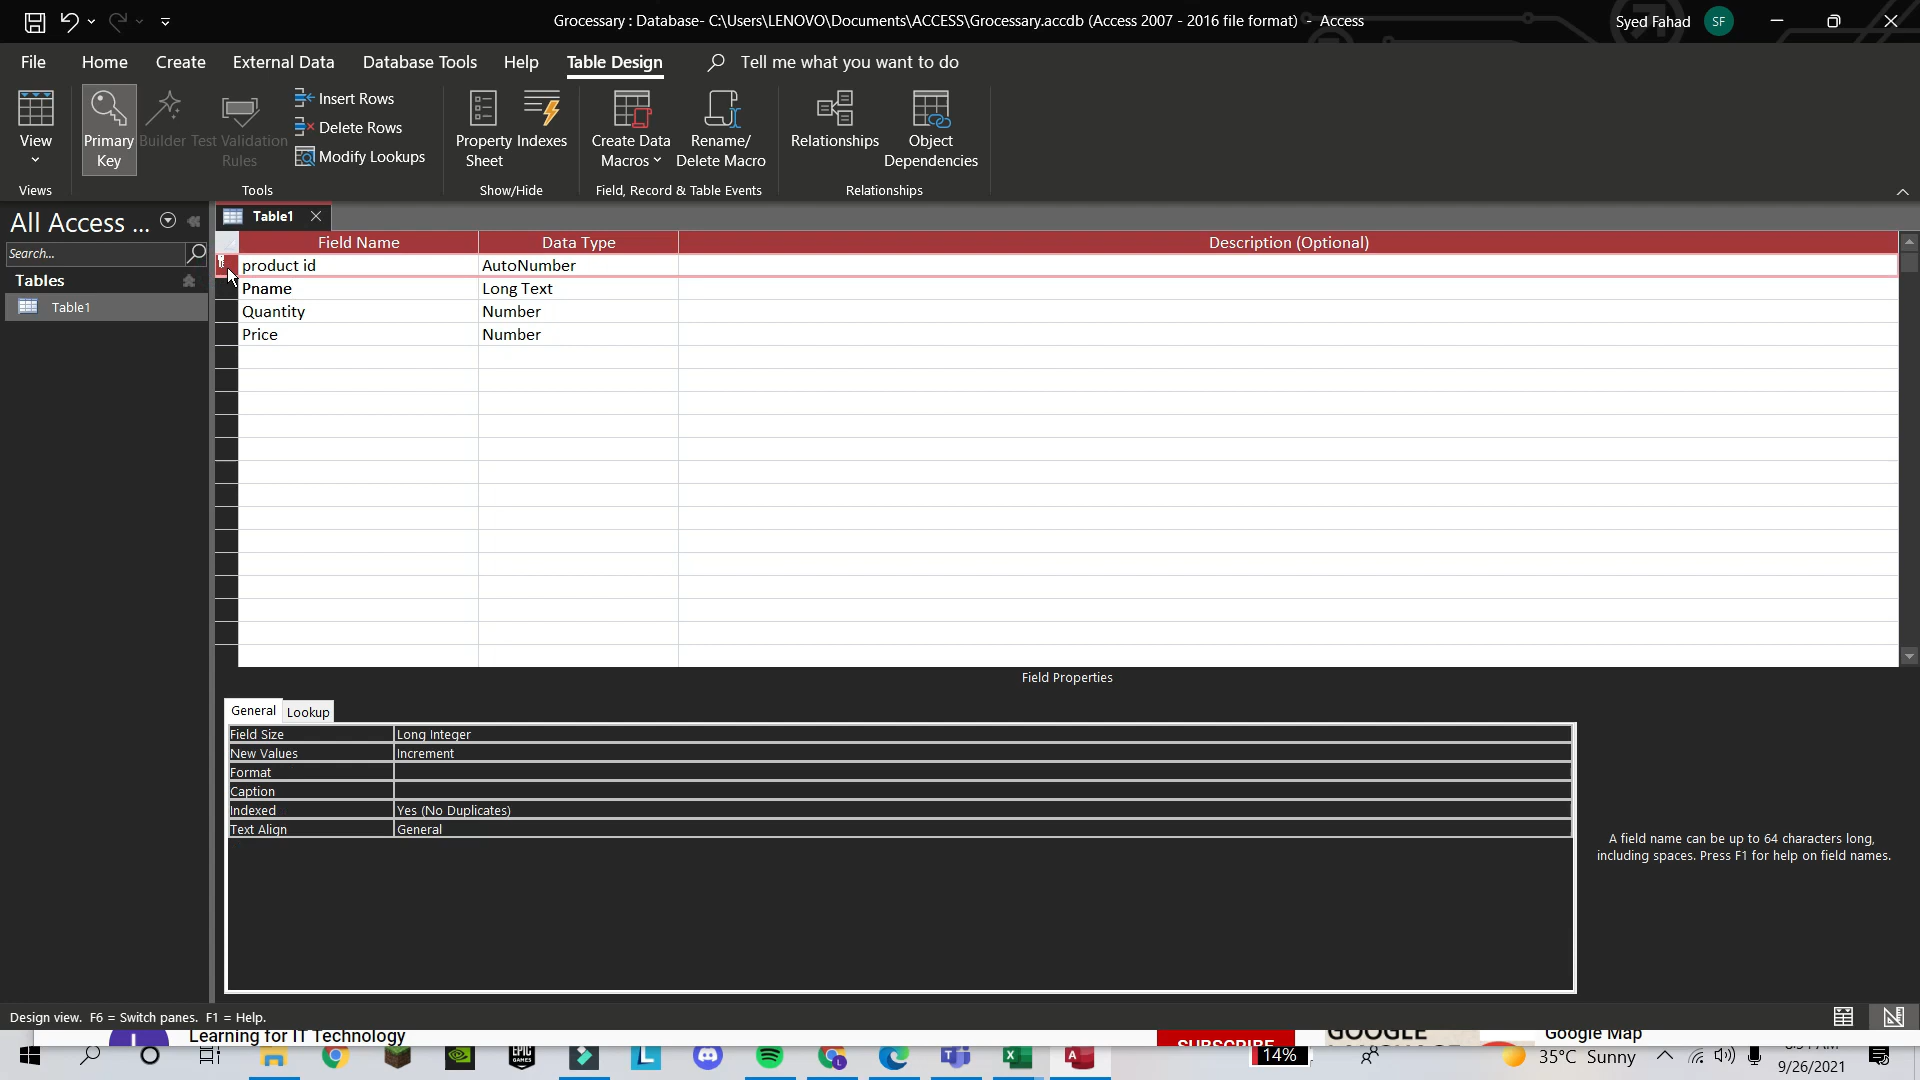 Grocessary : Database- C:\Users\LENOVO\Documents\ACCESS\Grocessary.accdb (Access 2007 - 2016 file format) - Access
Syed Fahad
SF
File
Home
Create
External Data
Database Tools
Help
Table Design
Tell me what you want to do
View
Primary
Key
Builder
Test Validation
Rules
Insert Rows
Delete Rows
Modify Lookups
Property
Sheet
Indexes
Create Data
Macros
Rename/
Delete Macro
Relationships
Object
Dependencies
Views
Tools
Show/Hide
Field, Record & Table Events
Relationships
All Access ...
Search...
Tables
Table1
Table1
Field Name
Data Type
Description (Optional)
product id
AutoNumber
Pname
Long Text
Quantity
Number
Price
Number
Field Properties
General
Lookup
Field Size
Long Integer
New Values
Increment
Format
Caption
Indexed
Yes (No Duplicates)
Text Align
General
A field name can be up to 64 characters long,
including spaces. Press F1 for help on field names.
Design view. F6 = Switch panes. F1 = Help.
Learning for IT Technology
SUBSCRIBE
GOOGLE
Google Map
EPIC
GAMES
14%
35°C Sunny
9/26/2021